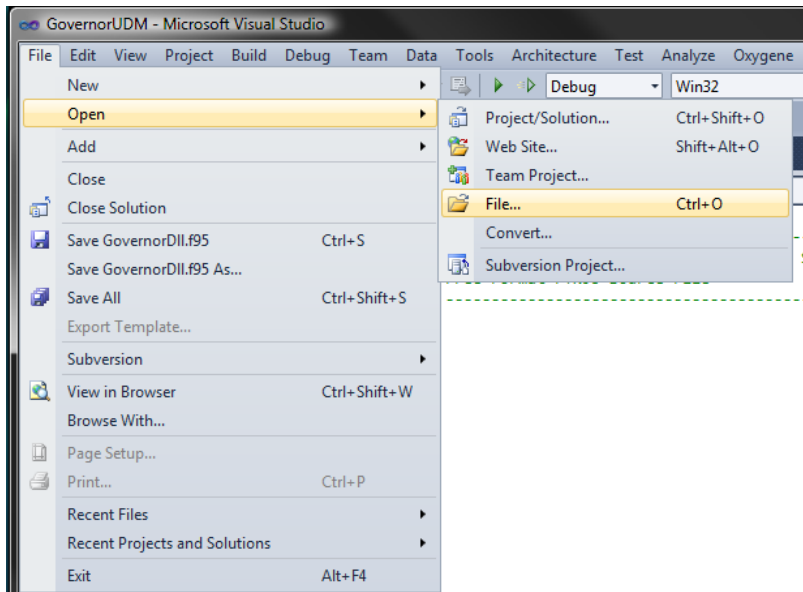 GovernorUDM - Microsoft Visual Studio
File Edit View Project Build Debug Team Data Tools Architecture Test Analyze Oxygene
Debug Win32
New
Open
Add
Close
Close Solution
Save GovernorDll.f95 Ctrl+S
Save GovernorDll.f95 As...
Save All Ctrl+Shift+S
Export Template...
Subversion
View in Browser Ctrl+Shift+W
Browse With...
Page Setup...
Print... Ctrl+P
Recent Files
Recent Projects and Solutions
Exit Alt+F4
Project/Solution... Ctrl+Shift+O
Web Site... Shift+Alt+O
Team Project...
File... Ctrl+O
Convert...
Subversion Project...